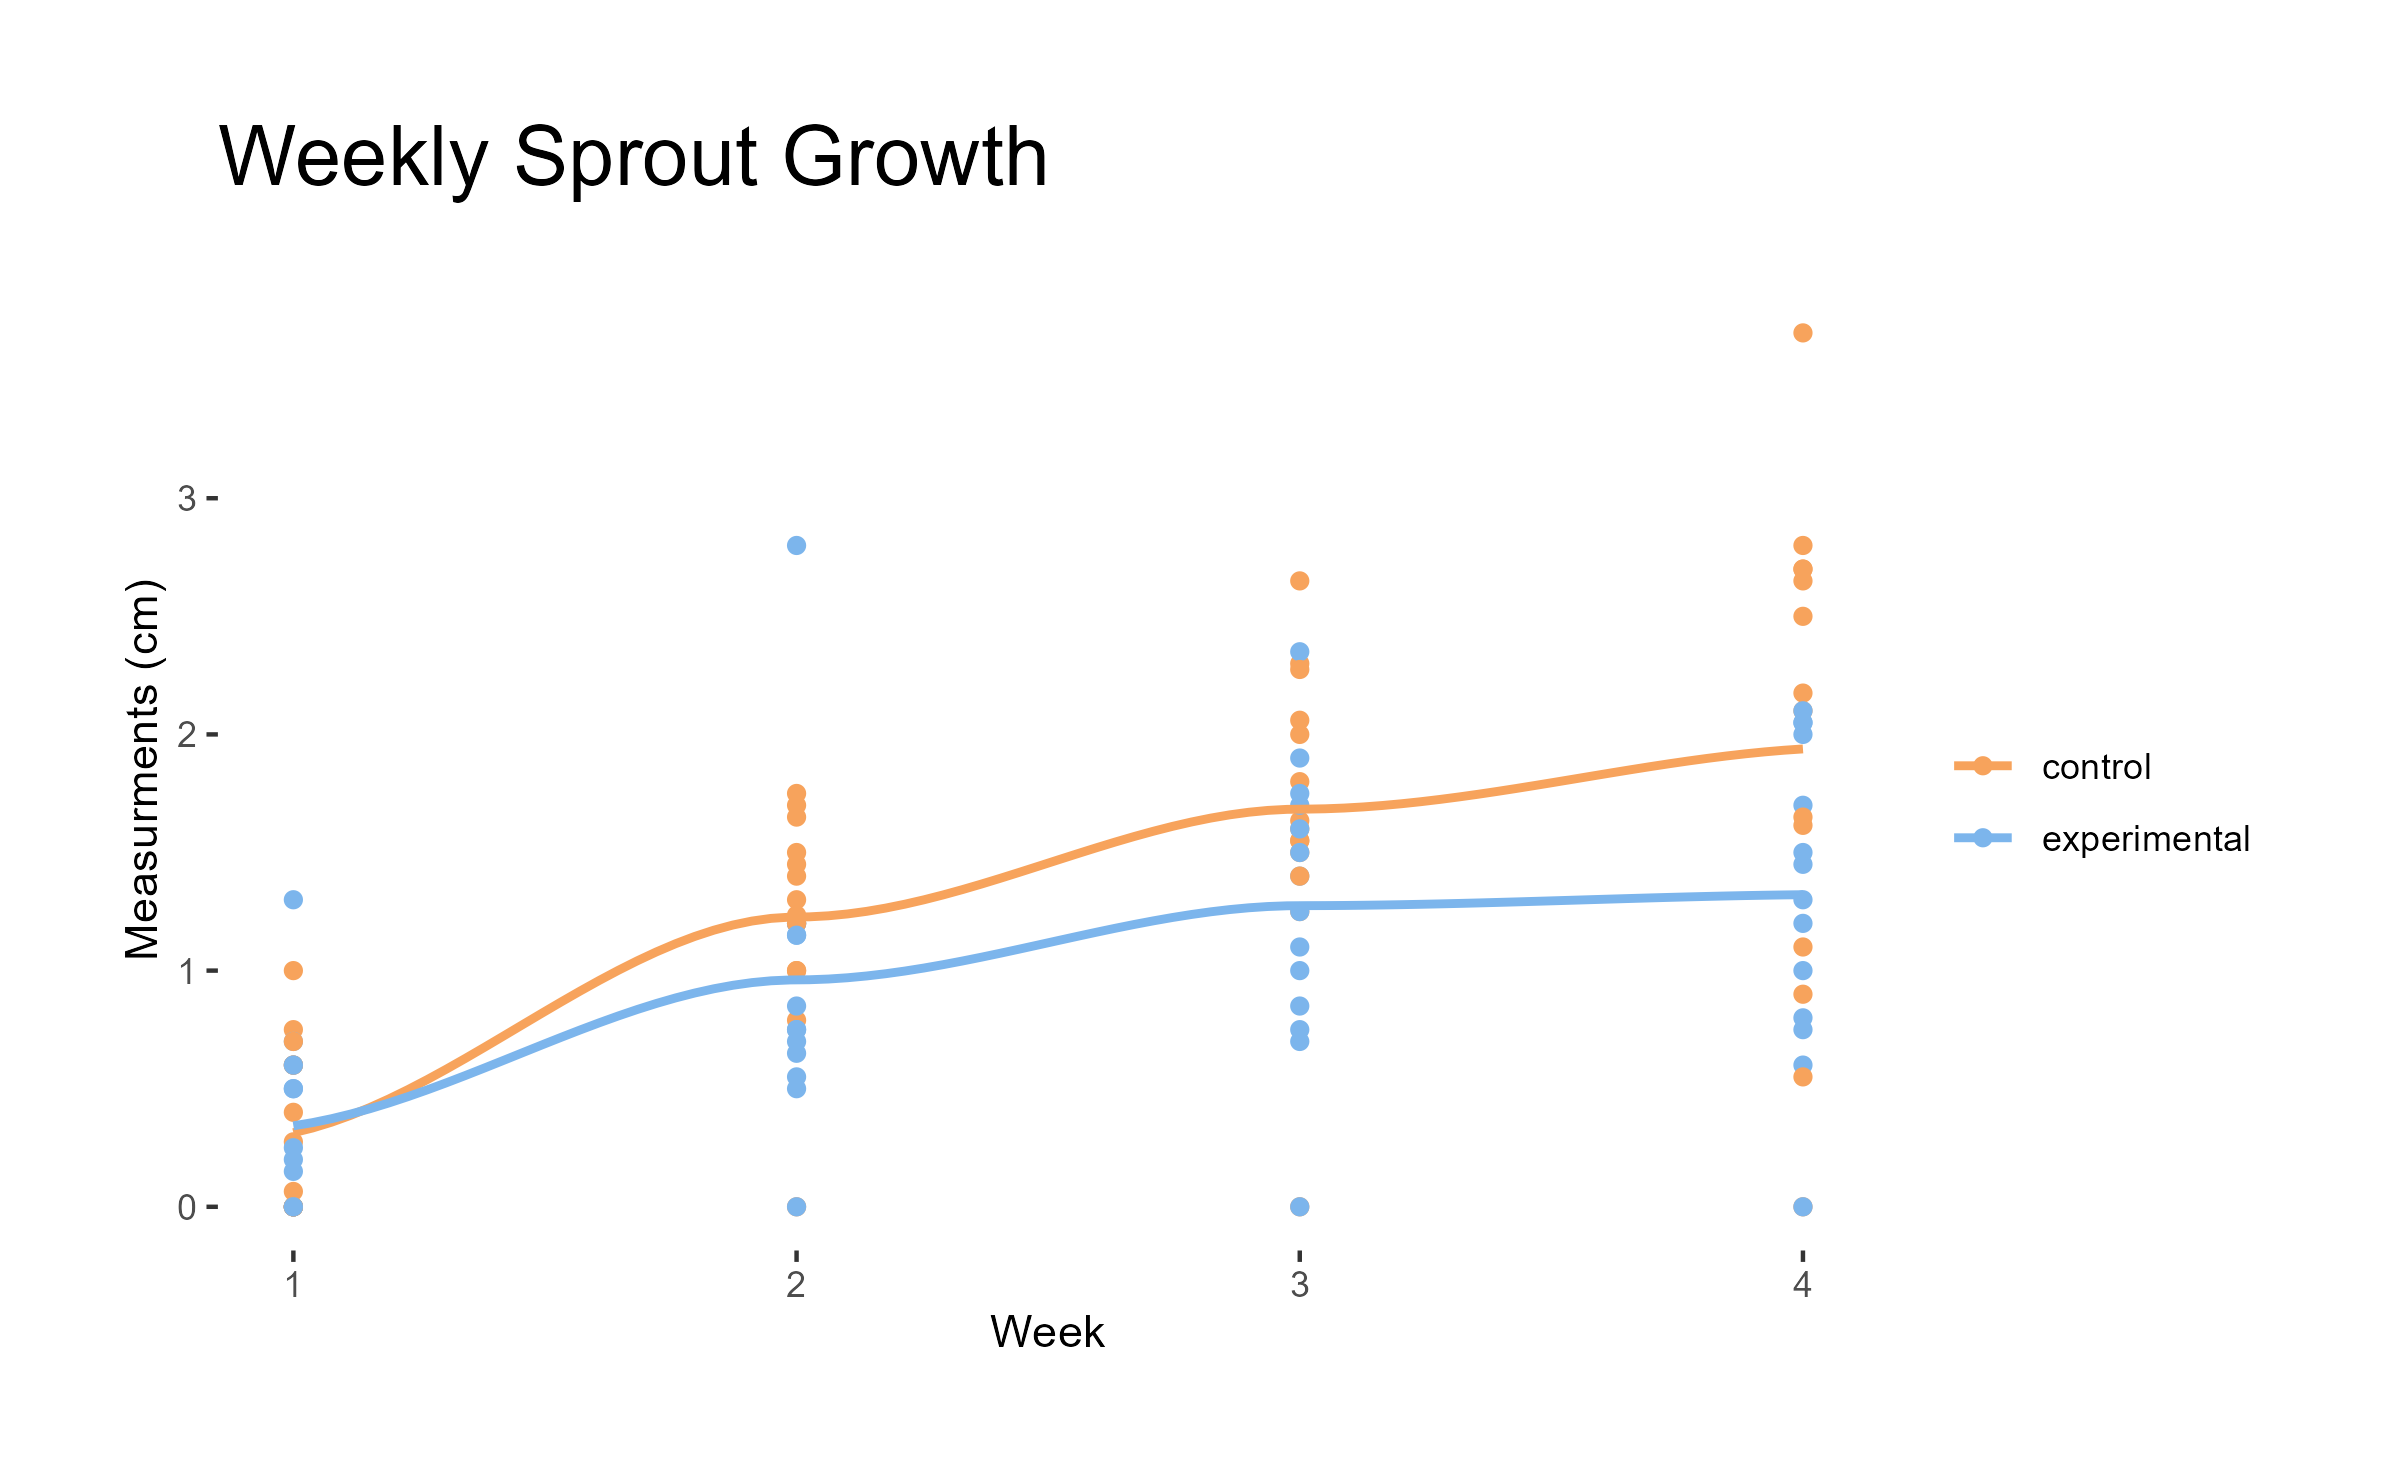 Weekly Sprout Growth
Measurments (cm)
3
2
1
0
1 2 3 4
Week
control
experimental